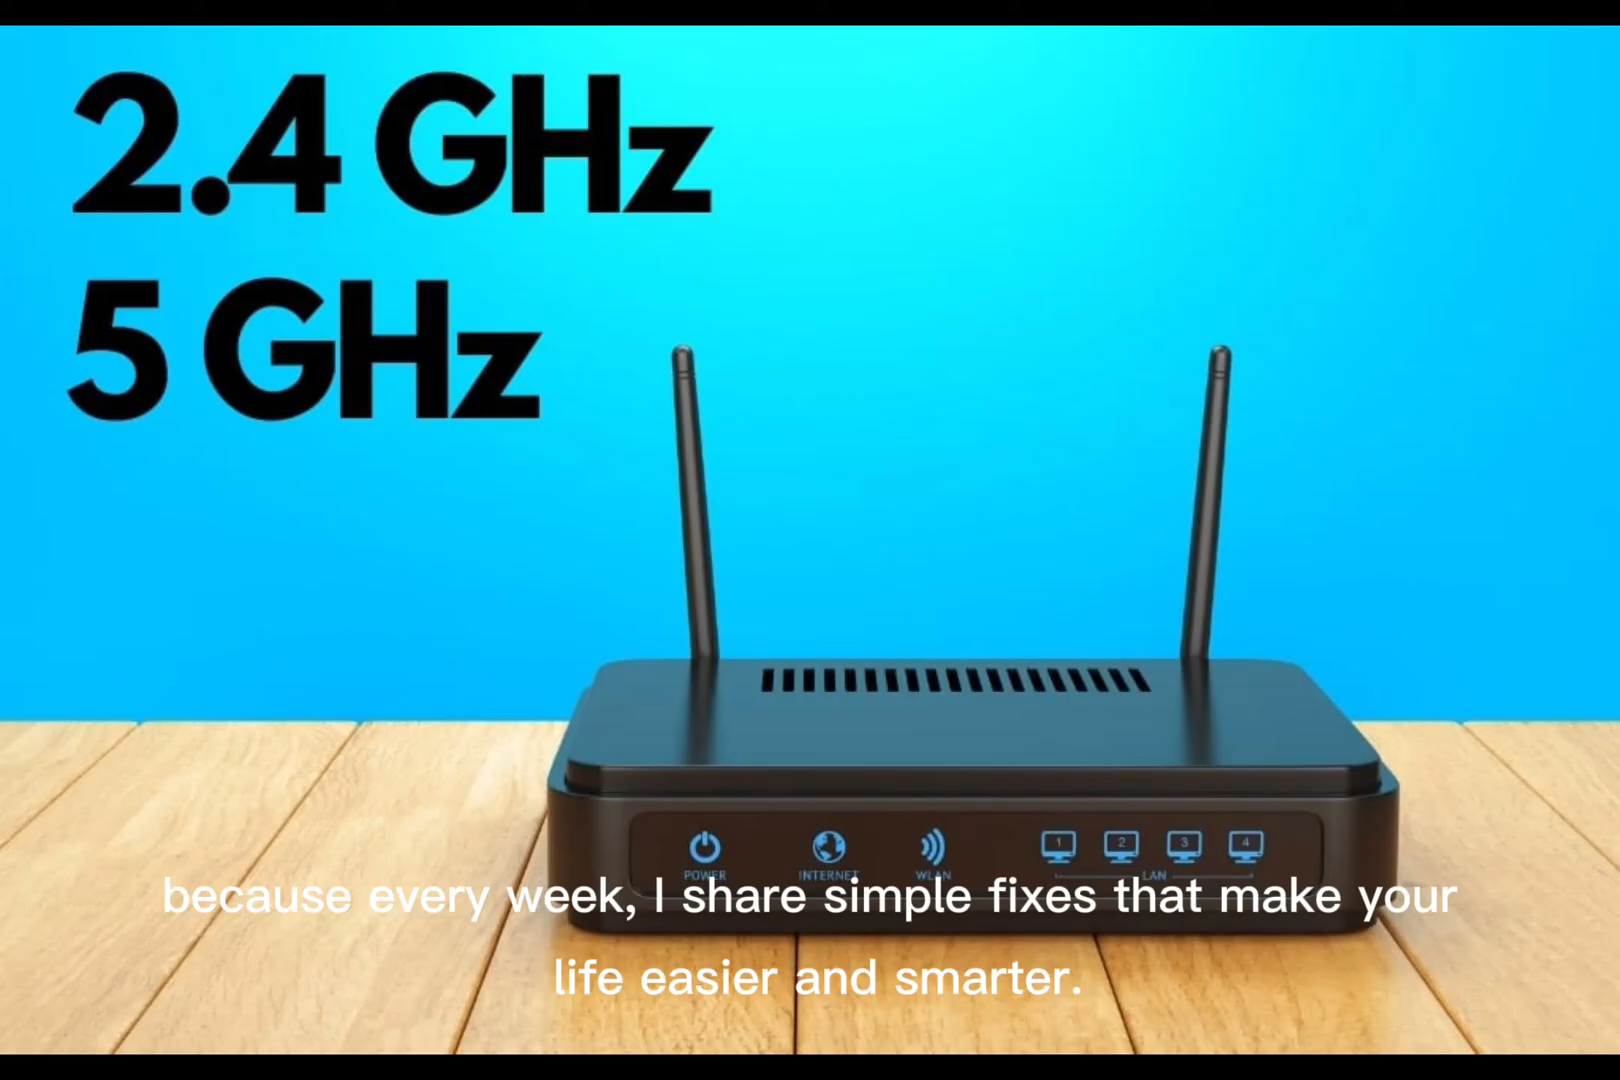 2.4 GHz
5 GHz
1 2 3 4
POWER INTERNET WLAN LAN
because every week, I share simple fixes that make your
life easier and smarter.